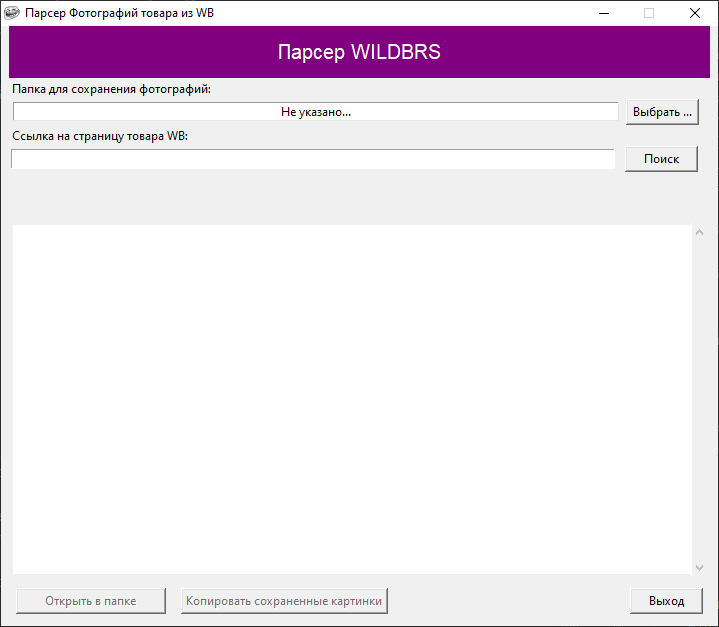 Парсер Фотографий товара из WB
Парсер WILDBRS
Папка для сохранения фотографий:
Не указано...
Выбрать ...
Ссылка на страницу товара WB:
Поиск
Открыть в папке
Копировать сохраненные картинки
Выход